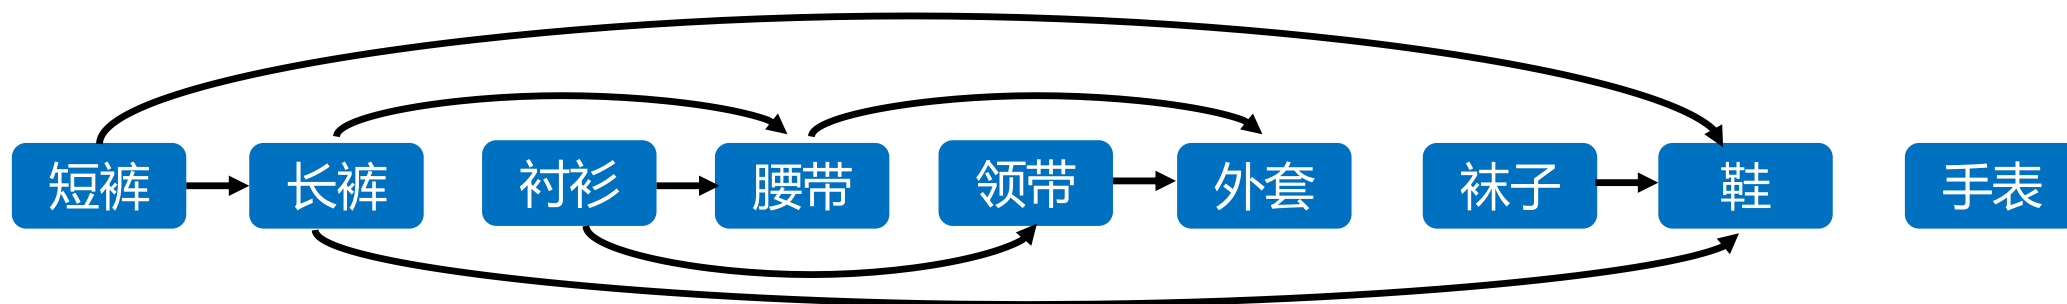 短裤 长裤 衬衫 腰带 领带 外套 袜子 鞋 手表